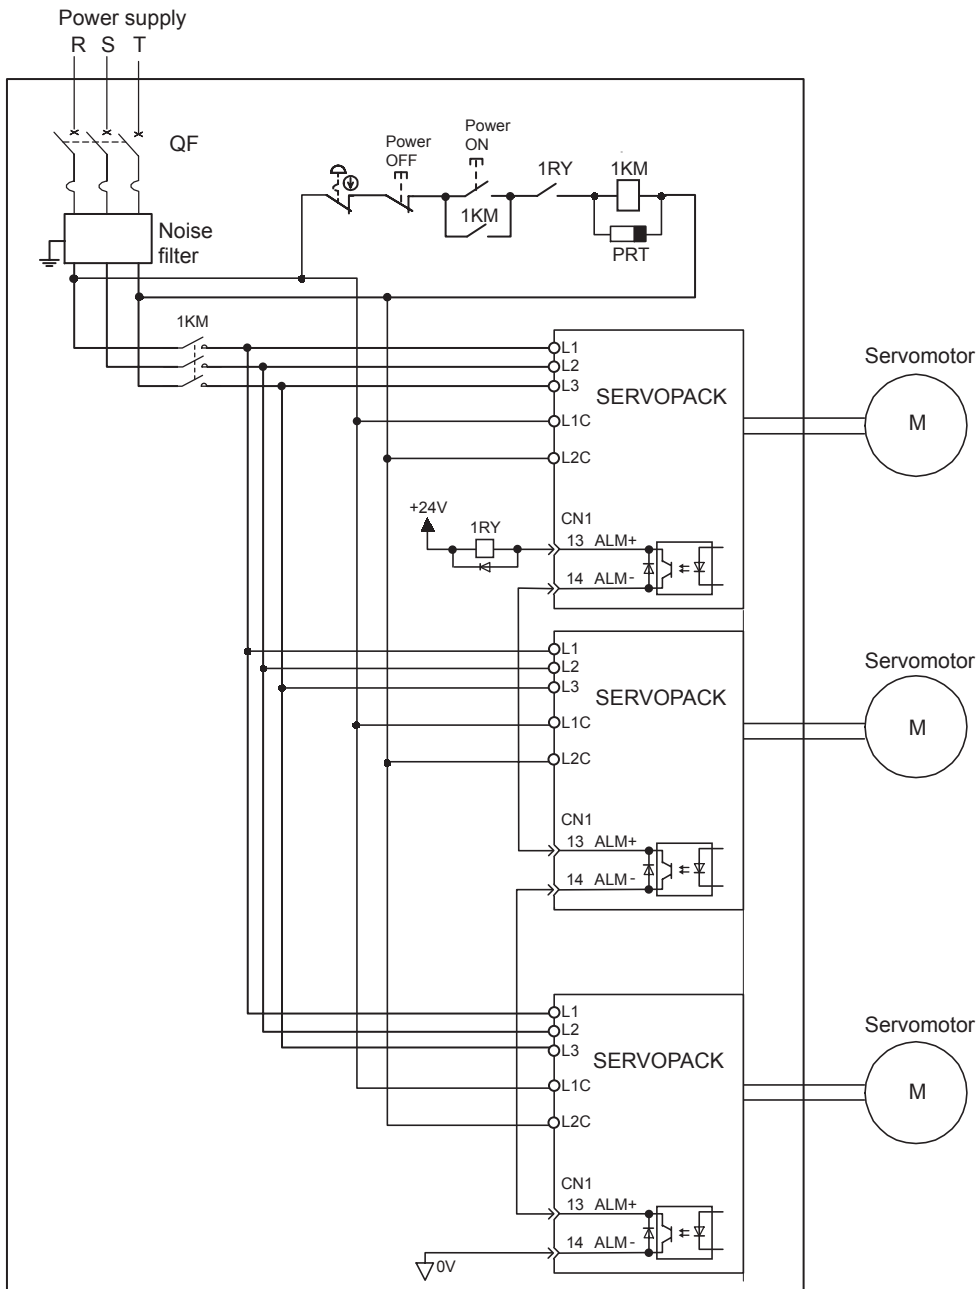 Power supply
R S T
QF
Power
OFF
Power
ON
1RY
1KM
1KM
PRT
Noise
filter
1KM
L1
L2
L3
SERVOPACK
L1C
L2C
Servomotor
M
+24V
1RY
CN1
13 ALM+
14 ALM-
L1
L2
L3
SERVOPACK
L1C
L2C
Servomotor
M
CN1
13 ALM+
14 ALM-
L1
L2
L3
SERVOPACK
L1C
L2C
Servomotor
M
CN1
13 ALM+
14 ALM-
0V